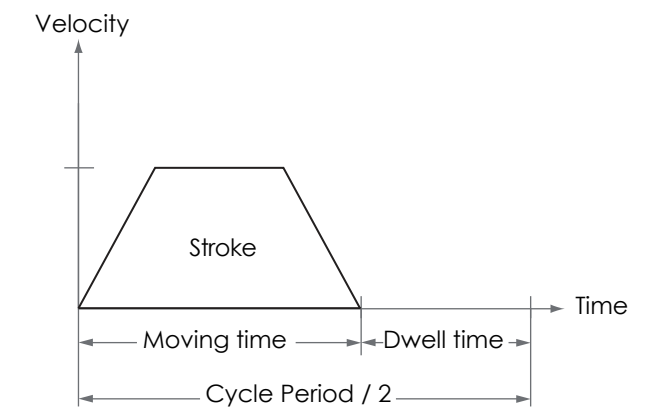 Velocity
Stroke
Time
Moving time
Dwell time
Cycle Period / 2